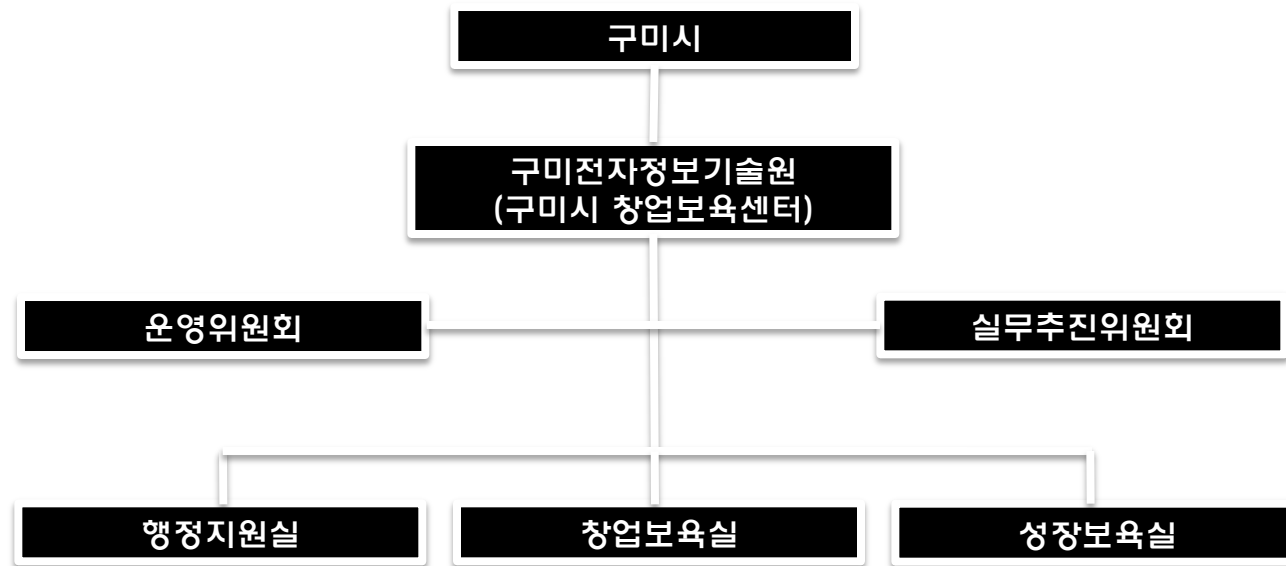 구미시
구미전자정보기술원
(구미시 창업보육센터)
운영위원회
실무추진위원회
행정지원실
창업보육실
성장보육실